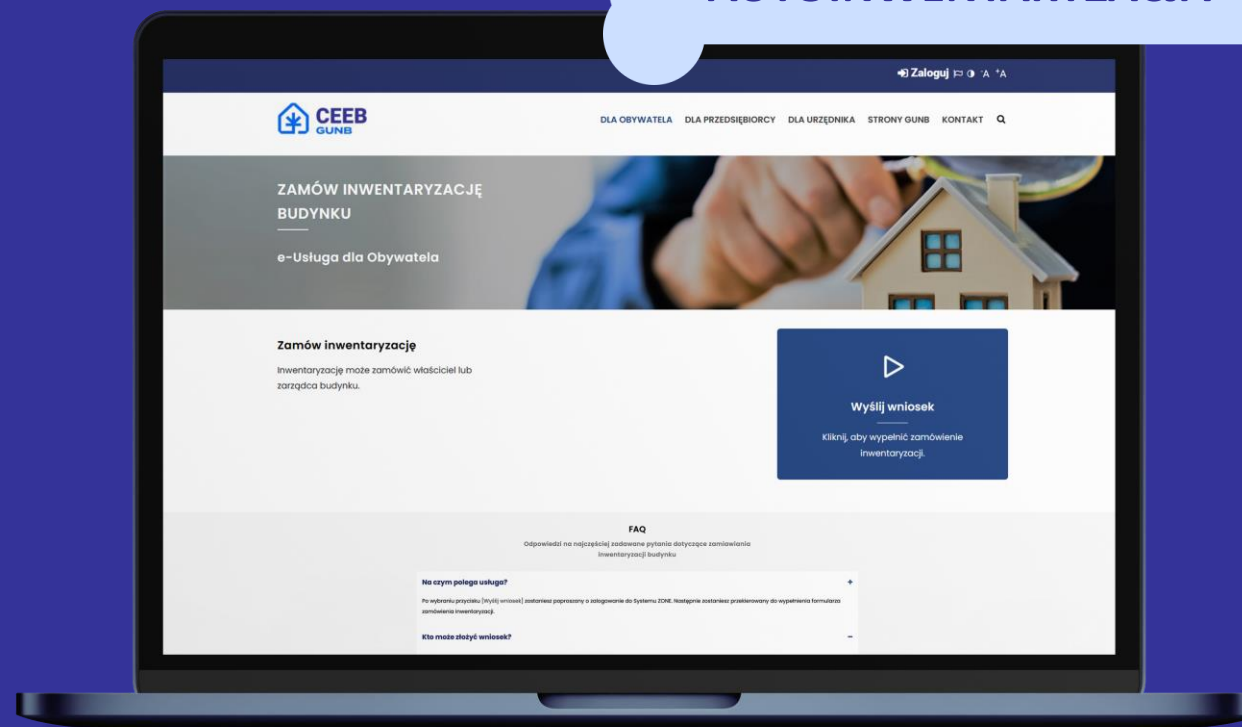 Zaloguj
-A +A
CEEB
GUNB
DLA OBYWATELA DLA PRZEDSIĘBIORCY DLA URZĘDNIKA STRONY GUNB KONTAKT
ZAMÓW INWENTARYZACJĘ
BUDYNKU
e-Usługa dla Obywatela
Zamów inwentaryzację
Inwentaryzację może zamówić właściciel lub
zarządca budynku.
Wyślij wniosek
Kliknij, aby wypełnić zamówienie
inwentaryzacji.
FAQ
Odpowiedzi na najczęściej zadawane pytania dotyczące zamawiania
inwentaryzacji budynku
Na czym polega usługa? +
Po wybraniu przycisku [Wyślij wniosek] zostaniesz poproszony o zalogowanie do Systemu ZONE. Następnie zostaniesz przekierowany do wypełnienia formularza
zamówienia inwentaryzacji.
Kto może złożyć wniosek? –